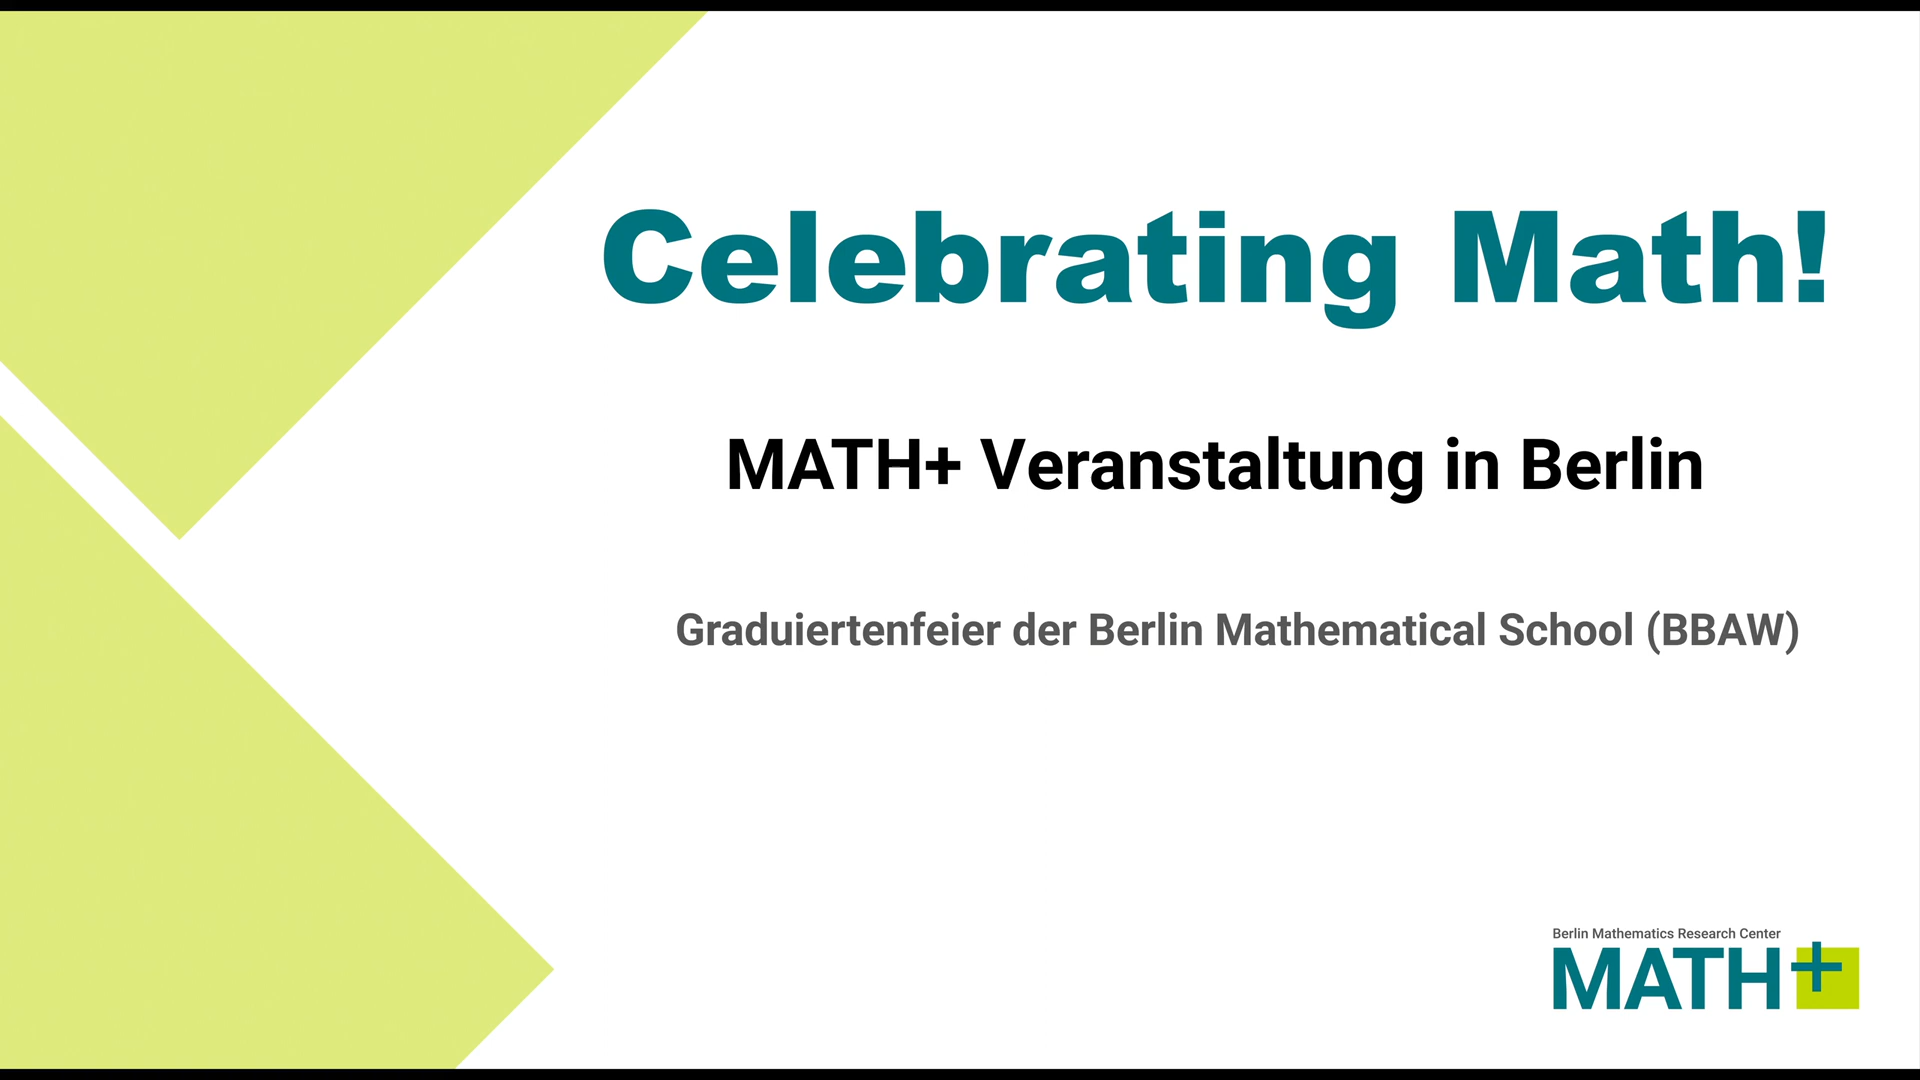 Celebrating Math!
MATH+ Veranstaltung in Berlin
Graduiertenfeier der Berlin Mathematical School (BBAW)
Berlin Mathematics Research Center
MATH+